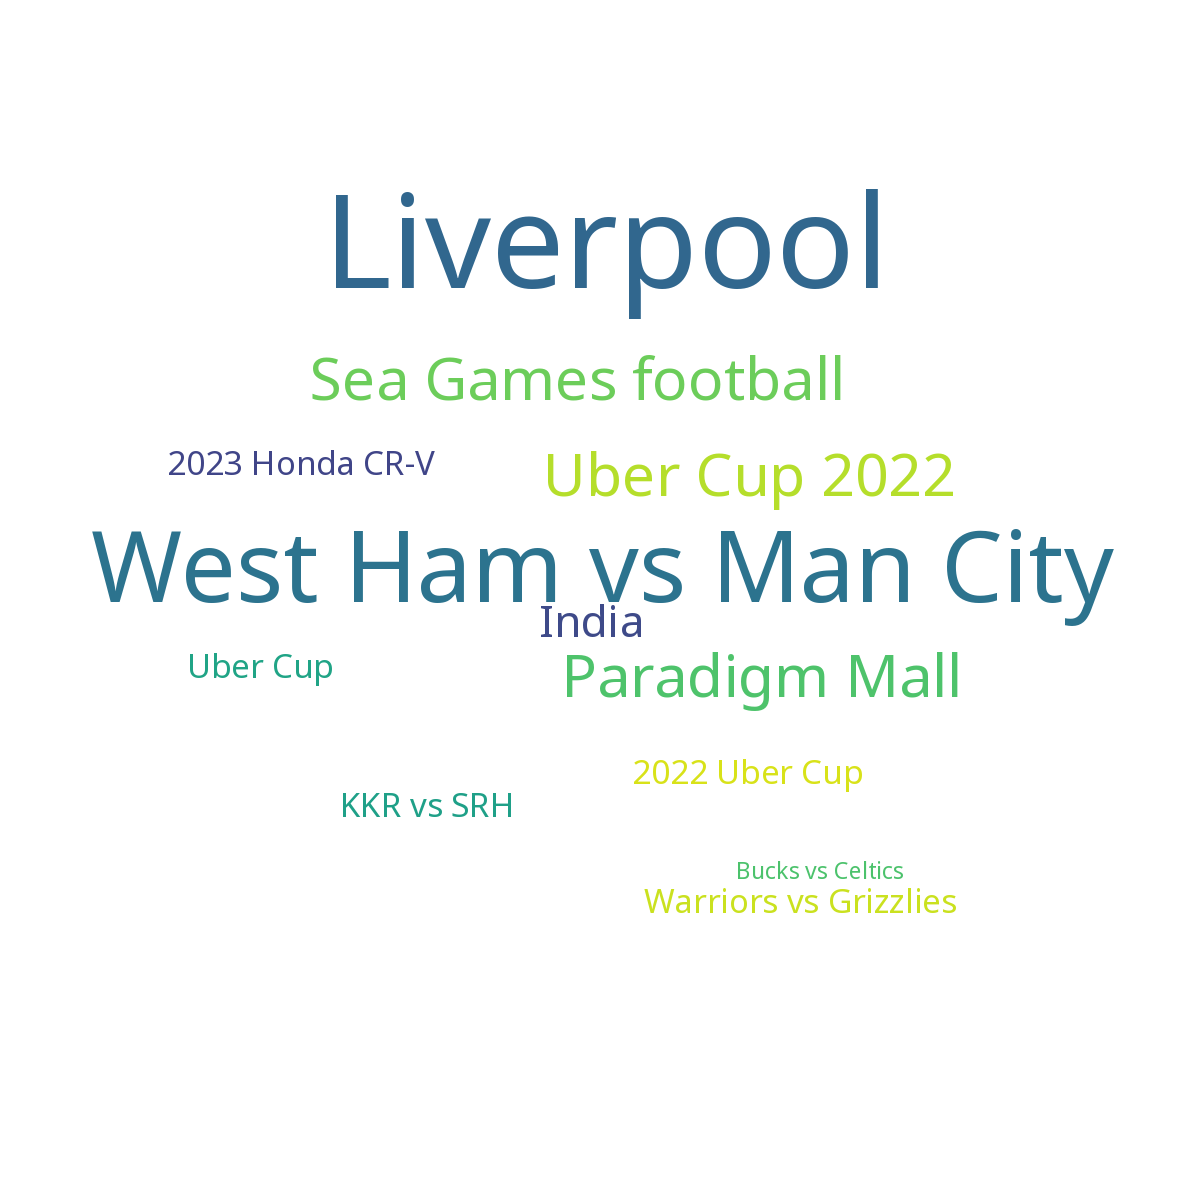 Liverpool
Sea Games football
2023 Honda CR-V
Uber Cup 2022
West Ham vs Man City
India
Uber Cup
Paradigm Mall
2022 Uber Cup
KKR vs SRH
Bucks vs Celtics
Warriors vs Grizzlies